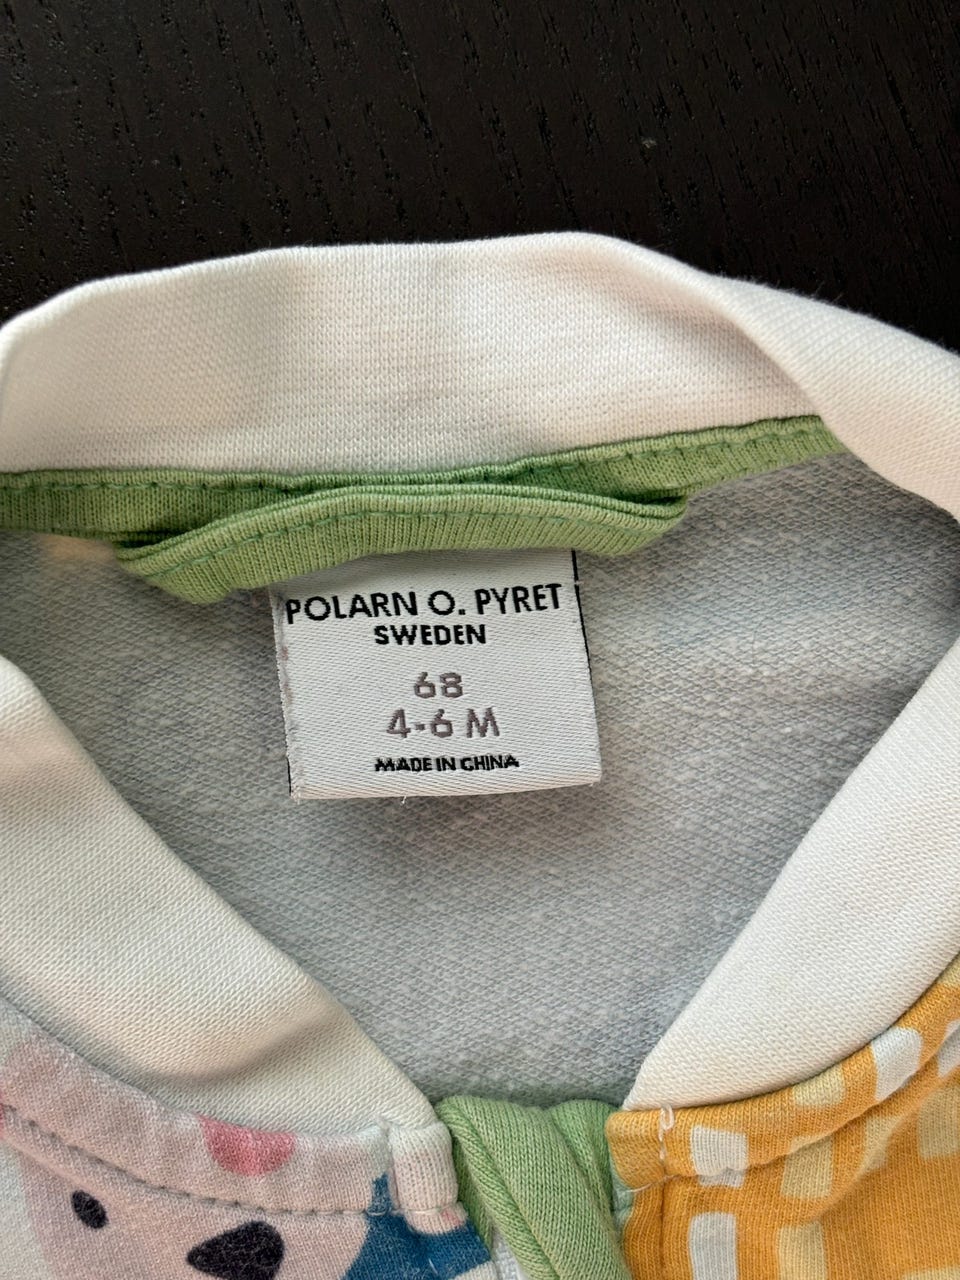 POLARN O. PYRET
SWEDEN
68
4-6 M
MADE IN CHINA